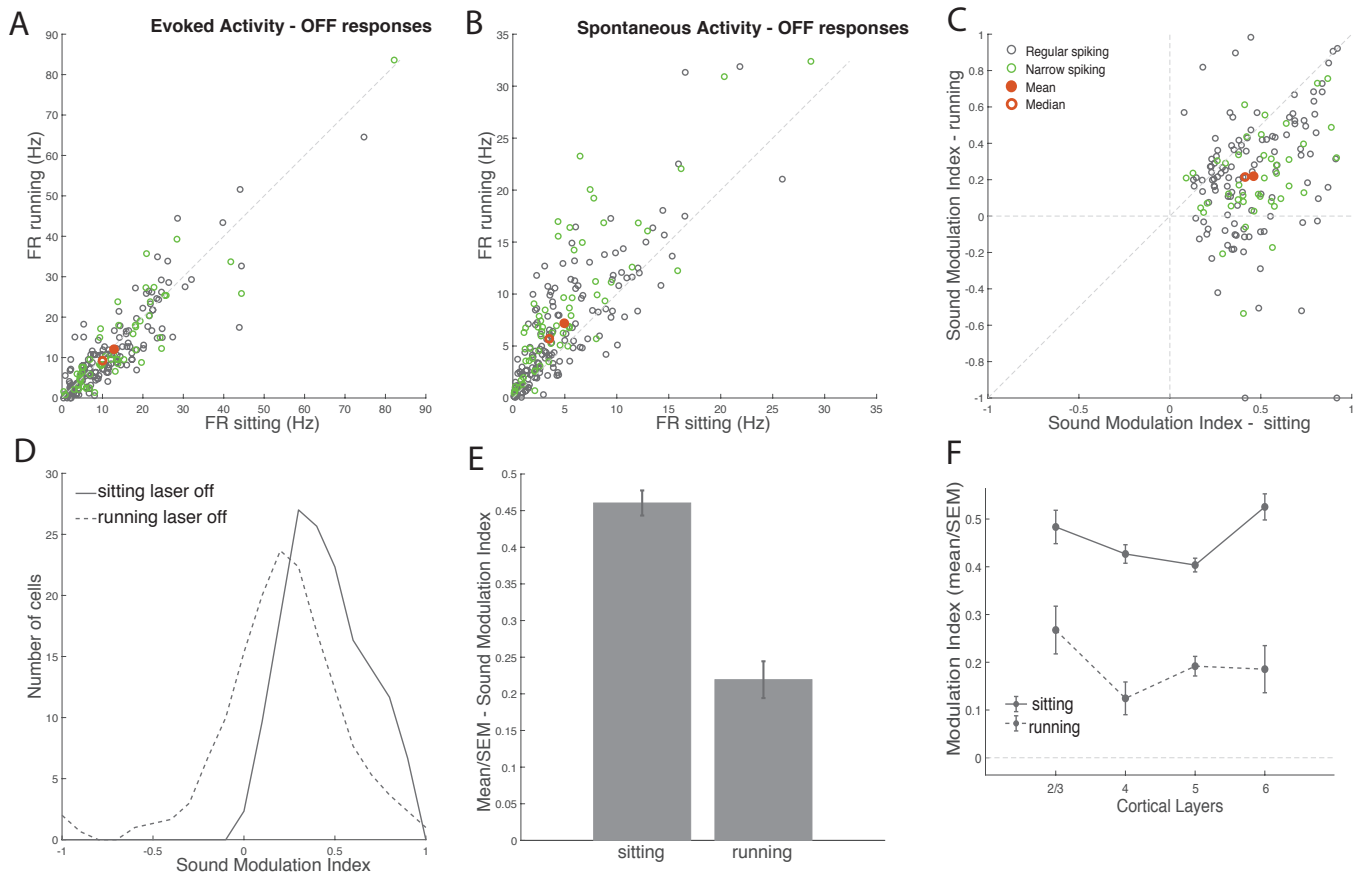 A
Evoked Activity - OFF responses
90
80
70
60
50
40
30
20
10
0
FR running (Hz)
0 10 20 30 40 50 60 70 80 90
FR sitting (Hz)
B
Spontaneous Activity - OFF responses
35
30
25
20
15
10
5
0
FR running (Hz)
0 5 10 15 20 25 30 35
FR sitting (Hz)
C
Regular spiking
Narrow spiking
Mean
Median
1
0.8
0.6
0.4
0.2
0
-0.2
-0.4
-0.6
-0.8
-1
Sound Modulation Index - running
-1 -0.5 0 0.5 1
Sound Modulation Index - sitting
D
sitting laser off
running laser off
30
25
20
15
10
5
0
Number of cells
-1 -0.5 0 0.5 1
Sound Modulation Index
E
0.5
0.45
0.4
0.35
0.3
0.25
0.2
0.15
0.1
0.05
0
Mean/SEM - Sound Modulation Index
sitting running
F
0.5
0.4
0.3
0.2
0.1
0
Modulation Index (mean/SEM)
sitting
running
2/3 4 5 6
Cortical Layers